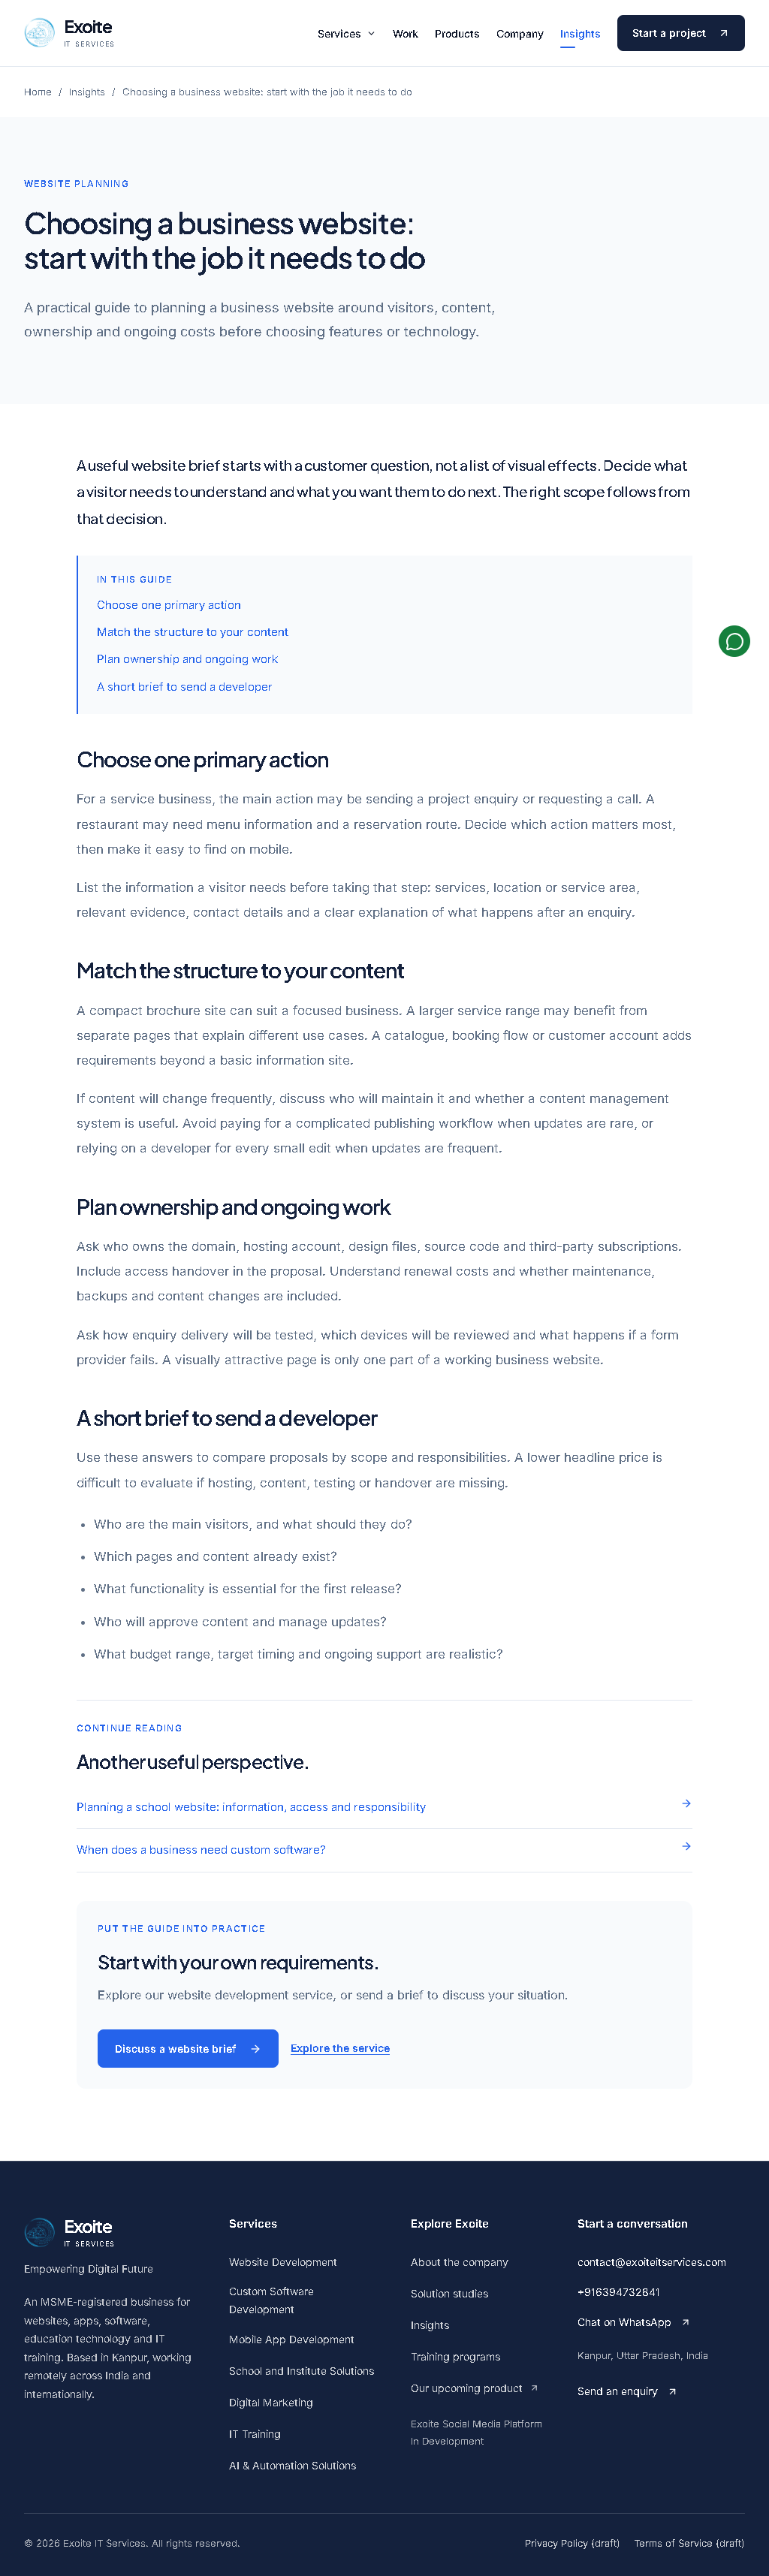 Exoite
IT SERVICES
Services
Work
Products
Company
Insights
Start a project
Home / Insights / Choosing a business website: start with the job it needs to do
WEBSITE PLANNING
Choosing a business website:
start with the job it needs to do
A practical guide to planning a business website around visitors, content,
ownership and ongoing costs before choosing features or technology.
A useful website brief starts with a customer question, not a list of visual effects. Decide what
a visitor needs to understand and what you want them to do next. The right scope follows from
that decision.
IN THIS GUIDE
Choose one primary action
Match the structure to your content
Plan ownership and ongoing work
A short brief to send a developer
Choose one primary action
For a service business, the main action may be sending a project enquiry or requesting a call. A
restaurant may need menu information and a reservation route. Decide which action matters most,
then make it easy to find on mobile.
List the information a visitor needs before taking that step: services, location or service area,
relevant evidence, contact details and a clear explanation of what happens after an enquiry.
Match the structure to your content
A compact brochure site can suit a focused business. A larger service range may benefit from
separate pages that explain different use cases. A catalogue, booking flow or customer account adds
requirements beyond a basic information site.
If content will change frequently, discuss who will maintain it and whether a content management
system is useful. Avoid paying for a complicated publishing workflow when updates are rare, or
relying on a developer for every small edit when updates are frequent.
Plan ownership and ongoing work
Ask who owns the domain, hosting account, design files, source code and third-party subscriptions.
Include access handover in the proposal. Understand renewal costs and whether maintenance,
backups and content changes are included.
Ask how enquiry delivery will be tested, which devices will be reviewed and what happens if a form
provider fails. A visually attractive page is only one part of a working business website.
A short brief to send a developer
Use these answers to compare proposals by scope and responsibilities. A lower headline price is
difficult to evaluate if hosting, content, testing or handover are missing.
• Who are the main visitors, and what should they do?
• Which pages and content already exist?
• What functionality is essential for the first release?
• Who will approve content and manage updates?
• What budget range, target timing and ongoing support are realistic?
CONTINUE READING
Another useful perspective.
Planning a school website: information, access and responsibility
When does a business need custom software?
PUT THE GUIDE INTO PRACTICE
Start with your own requirements.
Explore our website development service, or send a brief to discuss your situation.
Discuss a website brief
Explore the service
Exoite
IT SERVICES
Empowering Digital Future
An MSME-registered business for
websites, apps, software,
education technology and IT
training. Based in Kanpur, working
remotely across India and
internationally.
Services
Website Development
Custom Software
Development
Mobile App Development
School and Institute Solutions
Digital Marketing
IT Training
AI & Automation Solutions
Explore Exoite
About the company
Solution studies
Insights
Training programs
Our upcoming product
Exoite Social Media Platform
In Development
Start a conversation
contact@exoiteitservices.com
+916394732841
Chat on WhatsApp
Kanpur, Uttar Pradesh, India
Send an enquiry
© 2026 Exoite IT Services. All rights reserved.
Privacy Policy (draft)
Terms of Service (draft)